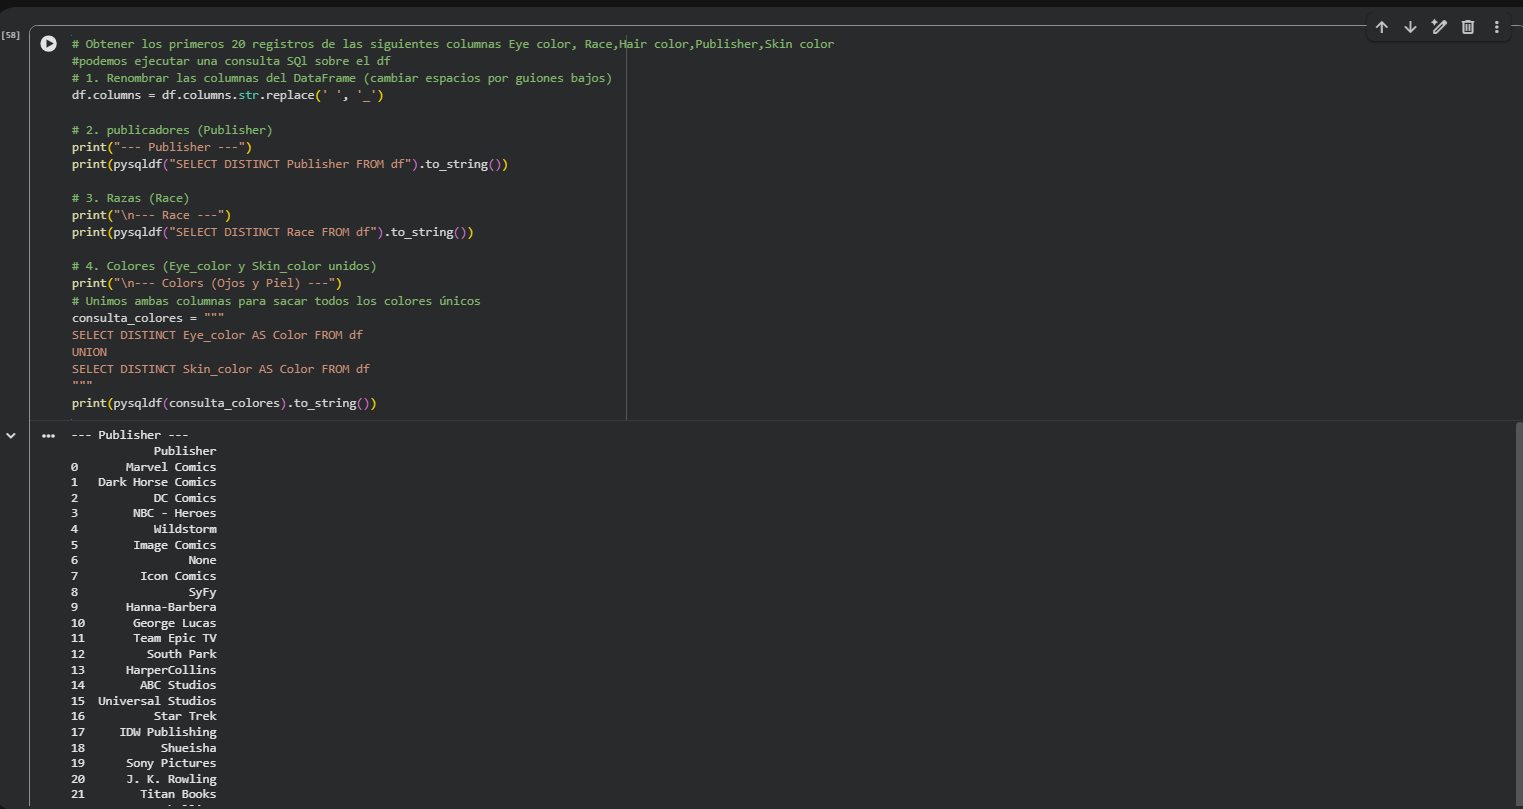 [58]
# Obtener los primeros 20 registros de las siguientes columnas Eye color, Race,Hair color,Publisher,Skin color
#podemos ejecutar una consulta SQl sobre el df
# 1. Renombrar las columnas del DataFrame (cambiar espacios por guiones bajos)
df.columns = df.columns.str.replace(' ', '_')
# 2. publicadores (Publisher)
print("--- Publisher ---")
print(pysqldf("SELECT DISTINCT Publisher FROM df").to_string())
# 3. Razas (Race)
print("\n--- Race ---")
print(pysqldf("SELECT DISTINCT Race FROM df").to_string())
# 4. Colores (Eye_color y Skin_color unidos)
print("\n--- Colors (Ojos y Piel) ---")
# Unimos ambas columnas para sacar todos los colores únicos
consulta_colores = """
SELECT DISTINCT Eye_color AS Color FROM df
UNION
SELECT DISTINCT Skin_color AS Color FROM df
"""
print(pysqldf(consulta_colores).to_string())
--- Publisher ---
Publisher
0 Marvel Comics
1 Dark Horse Comics
2 DC Comics
3 NBC - Heroes
4 Wildstorm
5 Image Comics
6 None
7 Icon Comics
8 SyFy
9 Hanna-Barbera
10 George Lucas
11 Team Epic TV
12 South Park
13 HarperCollins
14 ABC Studios
15 Universal Studios
16 Star Trek
17 IDW Publishing
18 Shueisha
19 Sony Pictures
20 J. K. Rowling
21 Titan Books